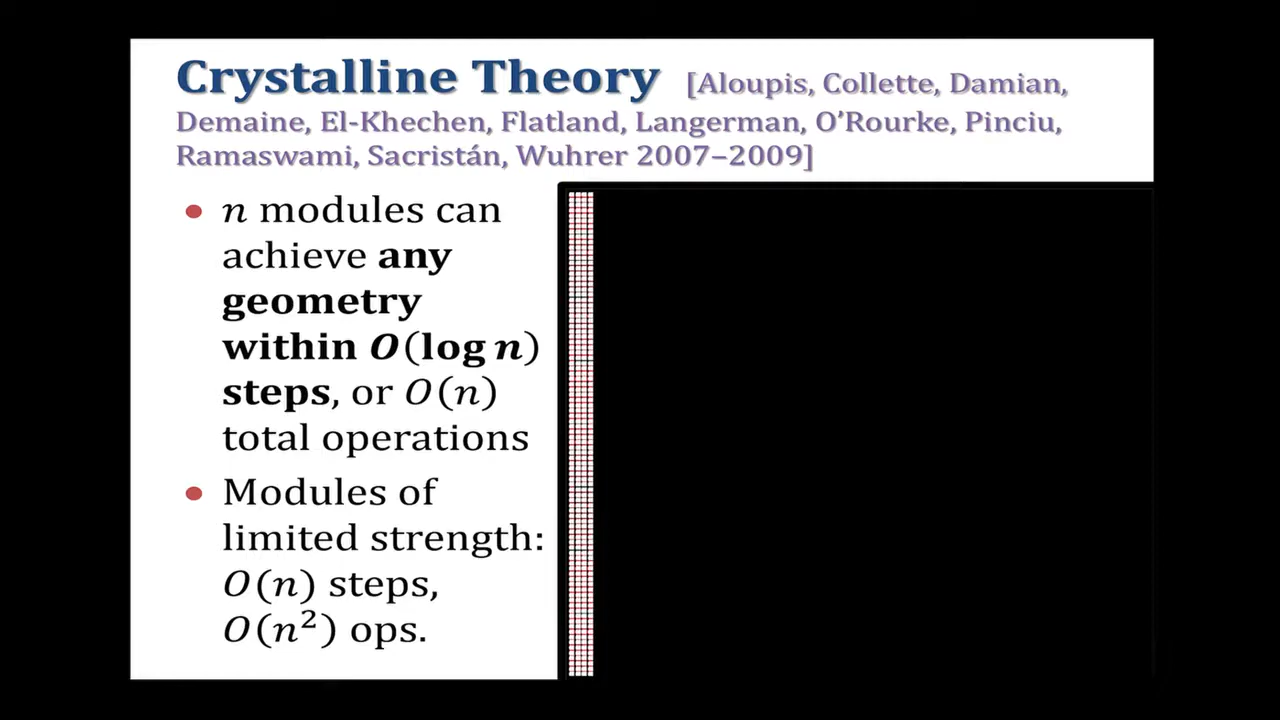 Crystalline Theory [Aloupis, Collette, Damian,
Demaine, El-Khechen, Flatland, Langerman, O’Rourke, Pinciu,
Ramaswami, Sacristán, Wuhrer 2007–2009]
• n modules can
achieve any
geometry
within O(log n)
steps, or O(n)
total operations
• Modules of
limited strength:
O(n) steps,
O(n²) ops.